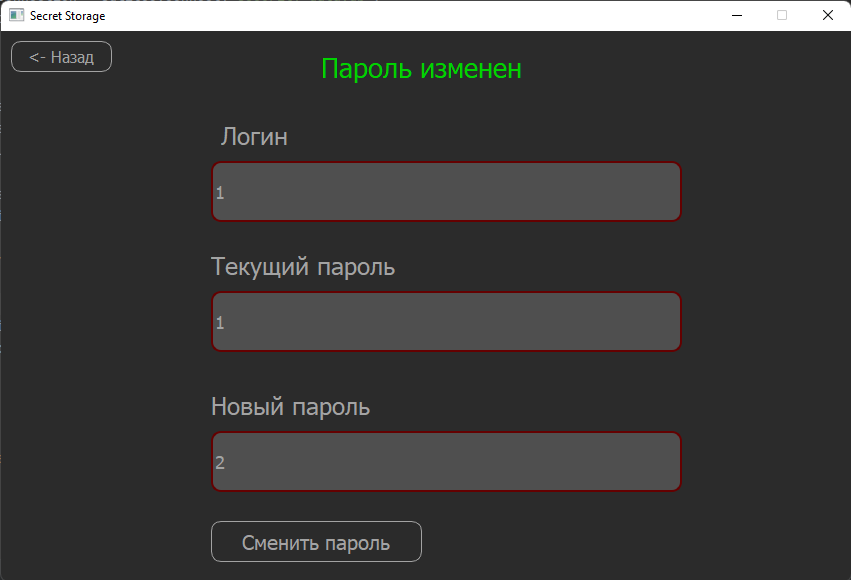 Secret Storage
<- Назад
Пароль изменен
Логин
1
Текущий пароль
1
Новый пароль
2
Сменить пароль